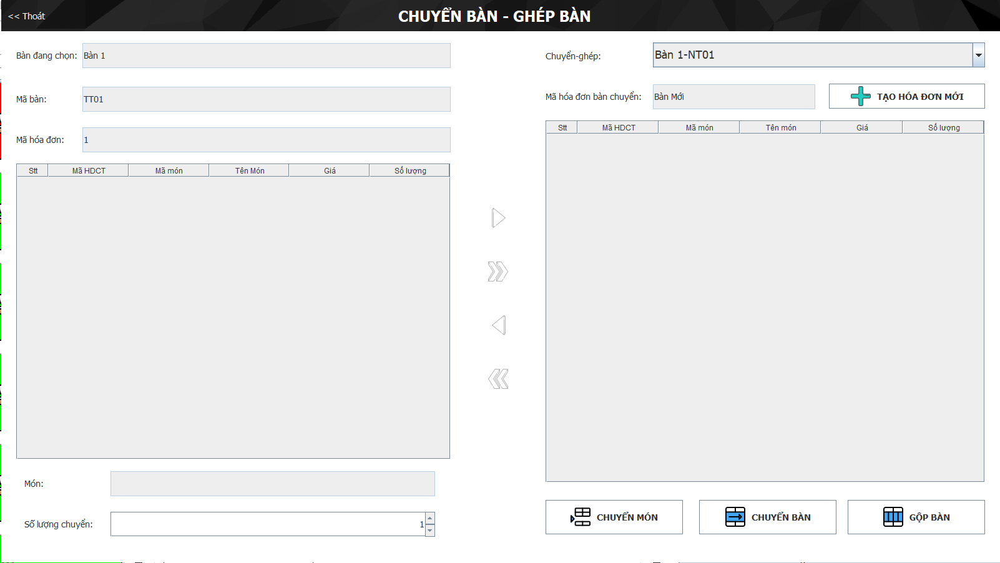 << Thoát
CHUYỂN BÀN - GHÉP BÀN
Bàn đang chọn: Bàn 1
Mã bàn: TT01
Mã hóa đơn: 1
Stt Mã HDCT Mã món Tên Món Giá Số lượng
Món:
Số lượng chuyển: 1
Chuyển-ghép: Bàn 1-NT01
Mã hóa đơn bàn chuyển: Bàn Mới TẠO HÓA ĐƠN MỚI
Stt Mã HDCT Mã món Tên món Giá Số lượng
CHUYỂN MÓN CHUYỂN BÀN GỘP BÀN